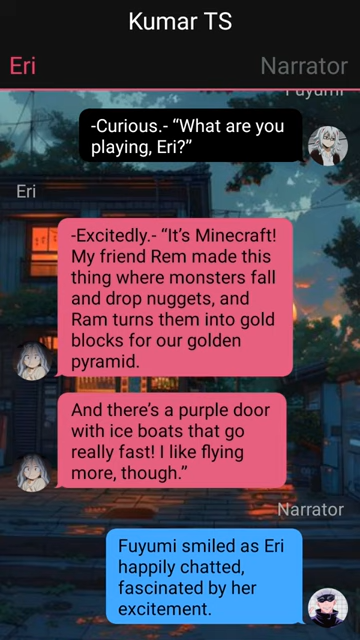 Kumar TS
Eri
Narrator
Fuyumi
-Curious.- “What are you
playing, Eri?”
Eri
-Excitedly.- “It’s Minecraft!
My friend Rem made this
thing where monsters fall
and drop nuggets, and
Ram turns them into gold
blocks for our golden
pyramid.
And there’s a purple door
with ice boats that go
really fast! I like flying
more, though.”
Narrator
Fuyumi smiled as Eri
happily chatted,
fascinated by her
excitement.